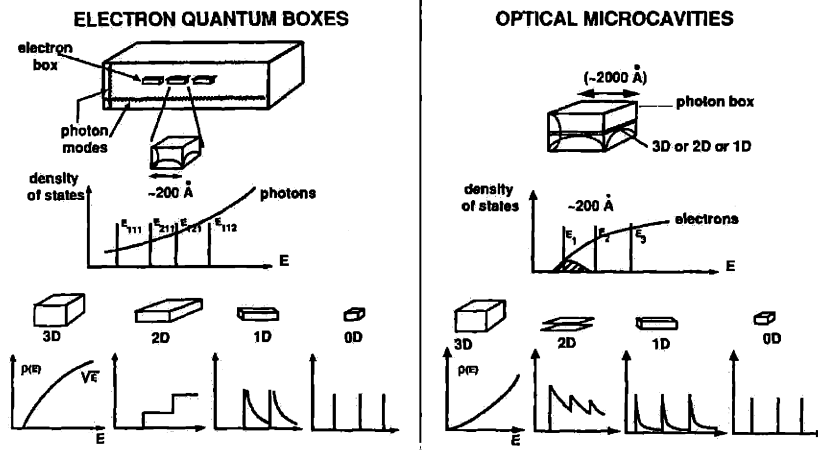 ELECTRON QUANTUM BOXES
electron
box
photon
modes
~200 Å
density
of states
photons
E111
E211
E121
E112
E
3D
2D
1D
0D
ρ(E)
√E
E
OPTICAL MICROCAVITIES
(~2000 Å)
photon box
3D or 2D or 1D
density
of states
~200 Å
electrons
E1
E2
E3
E
3D
2D
1D
0D
ρ(E)
E